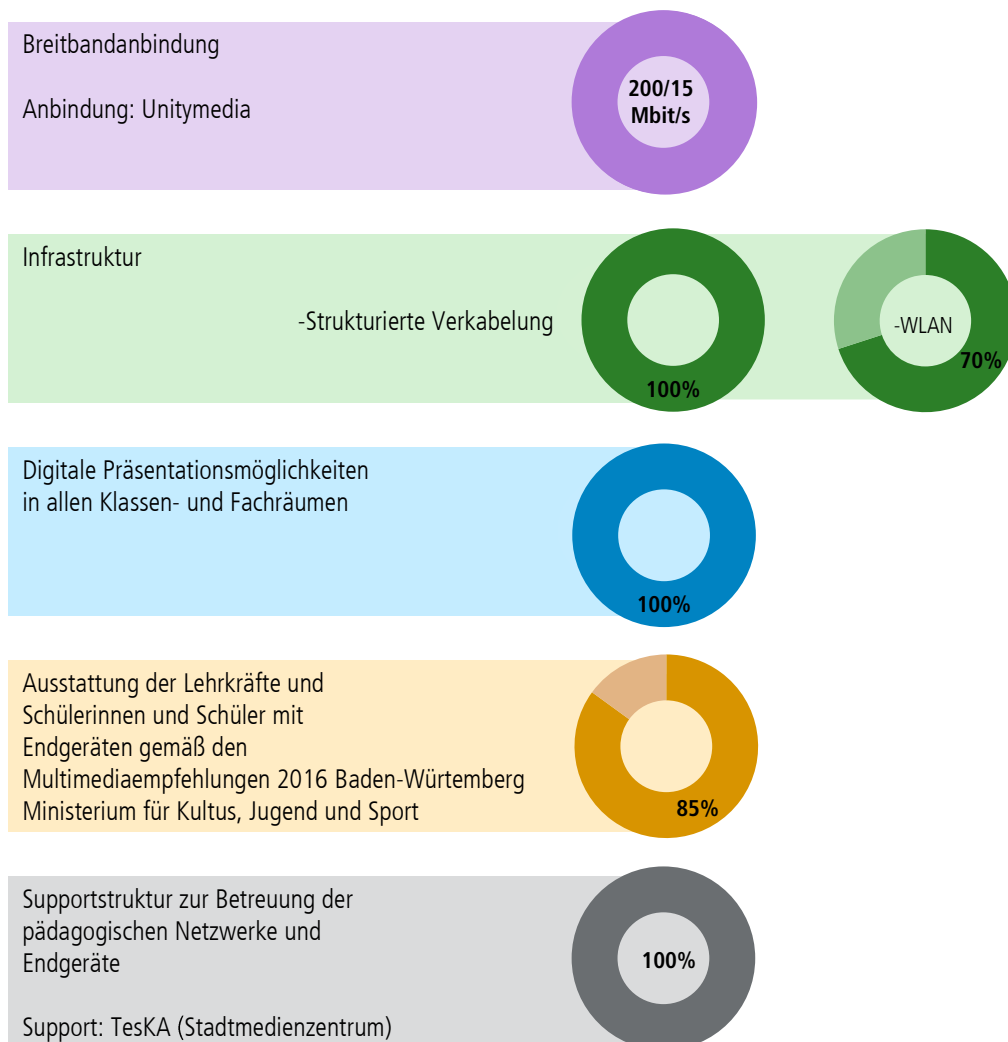 Breitbandanbindung
Anbindung: Unitymedia
200/15
Mbit/s
Infrastruktur
-Strukturierte Verkabelung
100%
-WLAN
70%
Digitale Präsentationsmöglichkeiten
in allen Klassen- und Fachräumen
100%
Ausstattung der Lehrkräfte und
Schülerinnen und Schüler mit
Endgeräten gemäß den
Multimediaempfehlungen 2016 Baden-Würtemberg
Ministerium für Kultus, Jugend und Sport
85%
Supportstruktur zur Betreuung der
pädagogischen Netzwerke und
Endgeräte
100%
Support: TesKA (Stadtmedienzentrum)